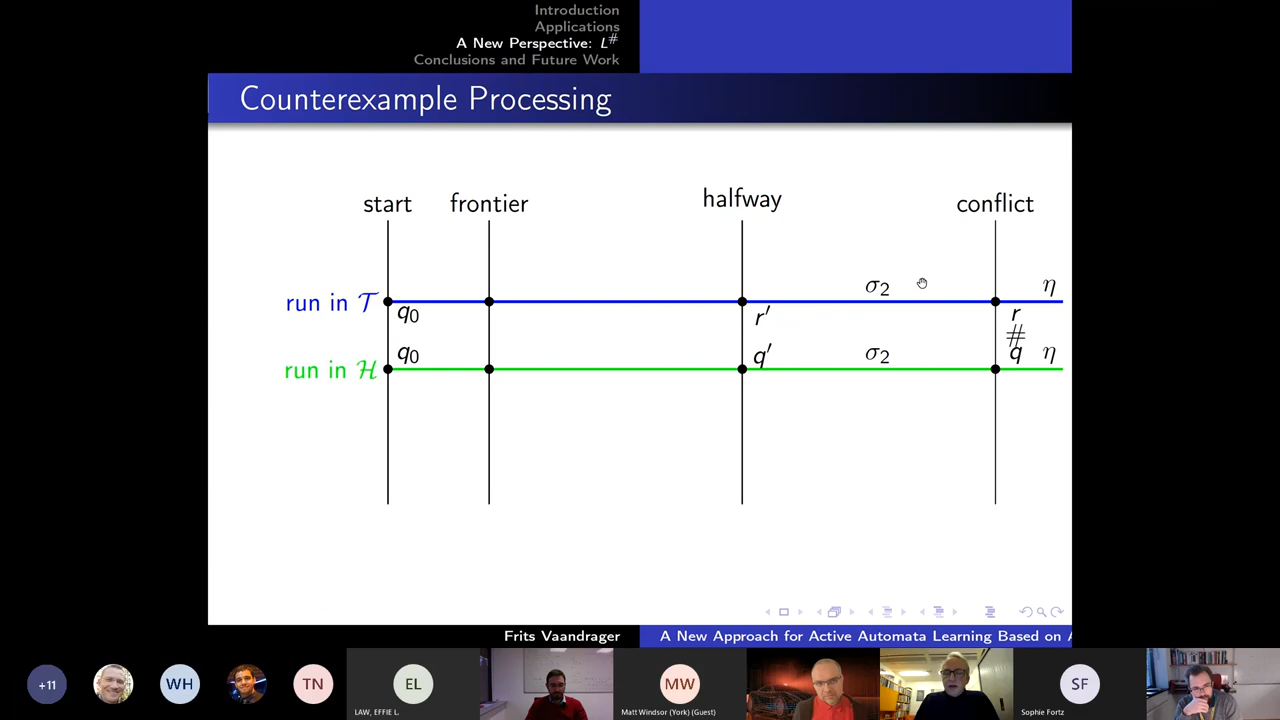 Introduction
Applications
A New Perspective: L#
Conclusions and Future Work
Counterexample Processing
start frontier halfway conflict
σ2 η
run in 𝒯
q0 r′ r
#
q0 q′ σ2 q η
run in ℋ
Frits Vaandrager A New Approach for Active Automata Learning Based on A
+11 WH TN EL MW SF
LAW, EFFIE L. Matt Windsor (York) (Guest) Sophie Fortz